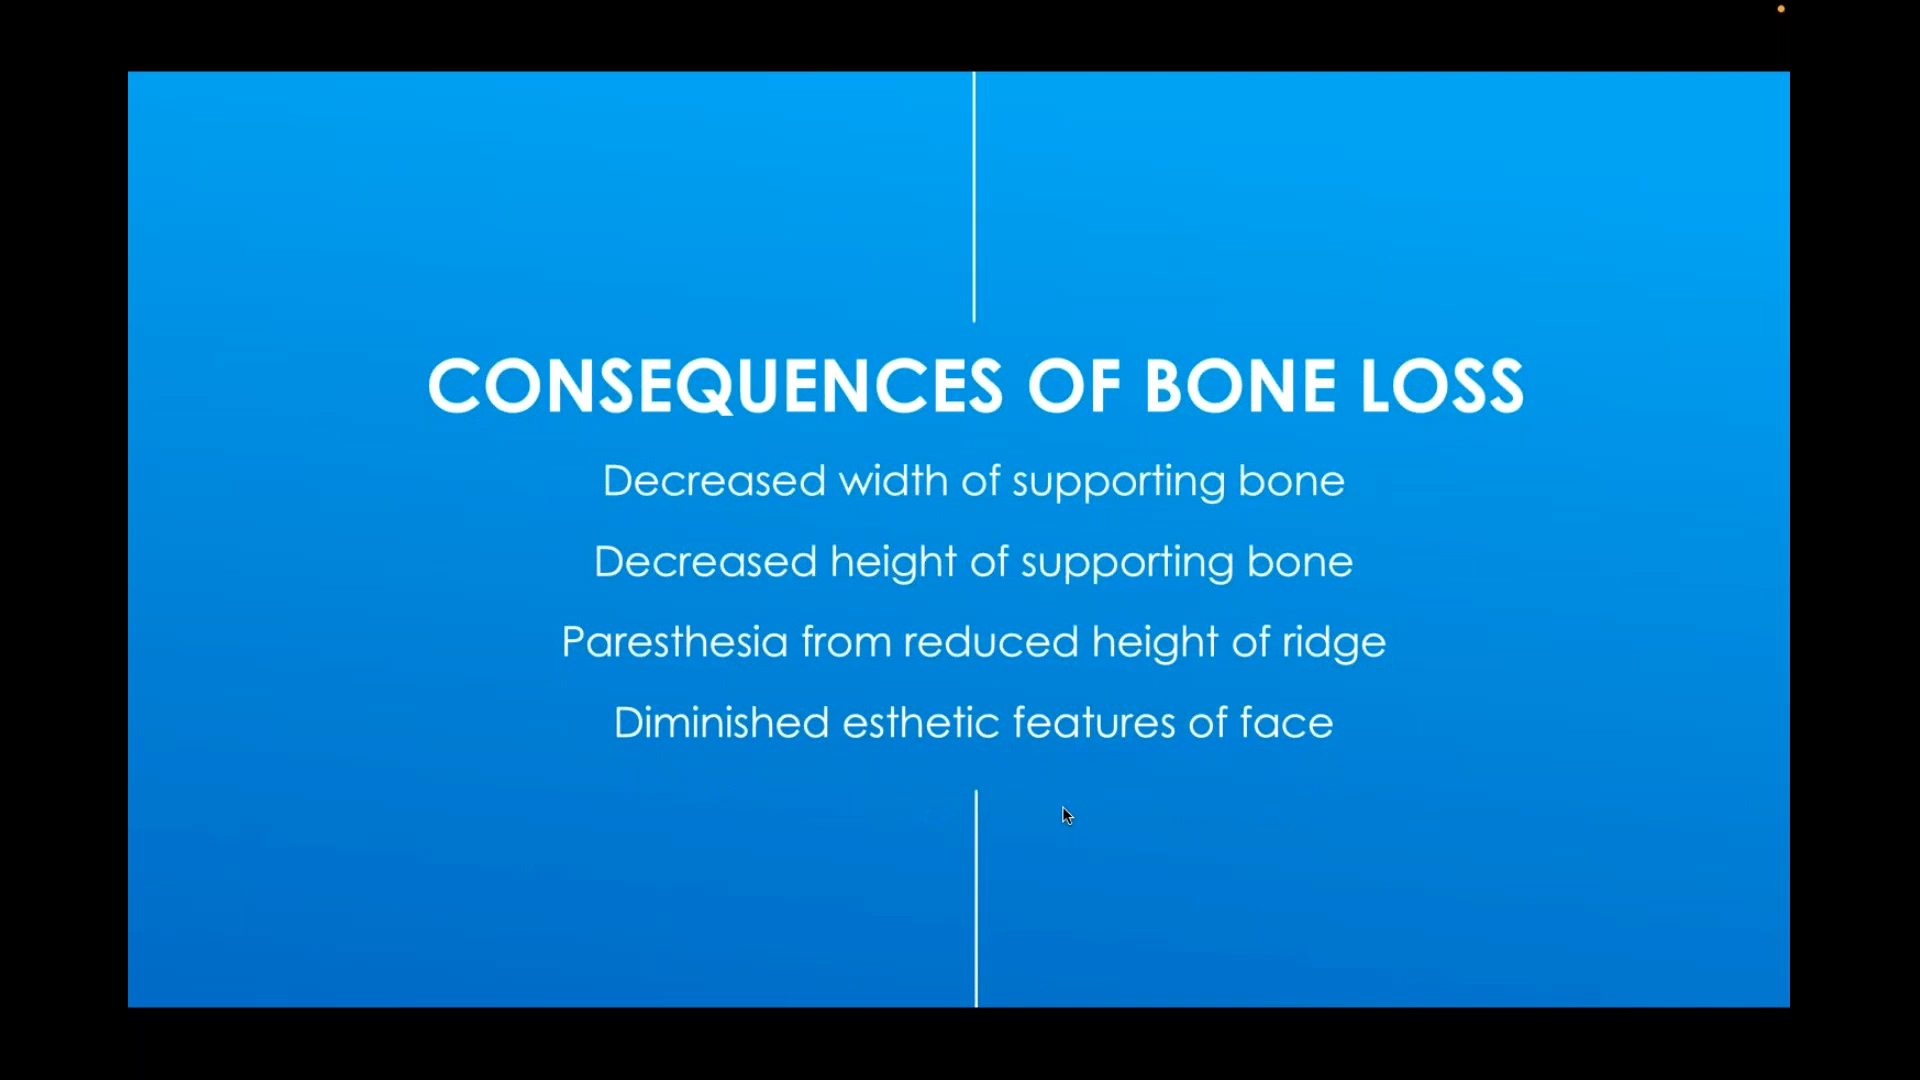 CONSEQUENCES OF BONE LOSS
Decreased width of supporting bone
Decreased height of supporting bone
Paresthesia from reduced height of ridge
Diminished esthetic features of face